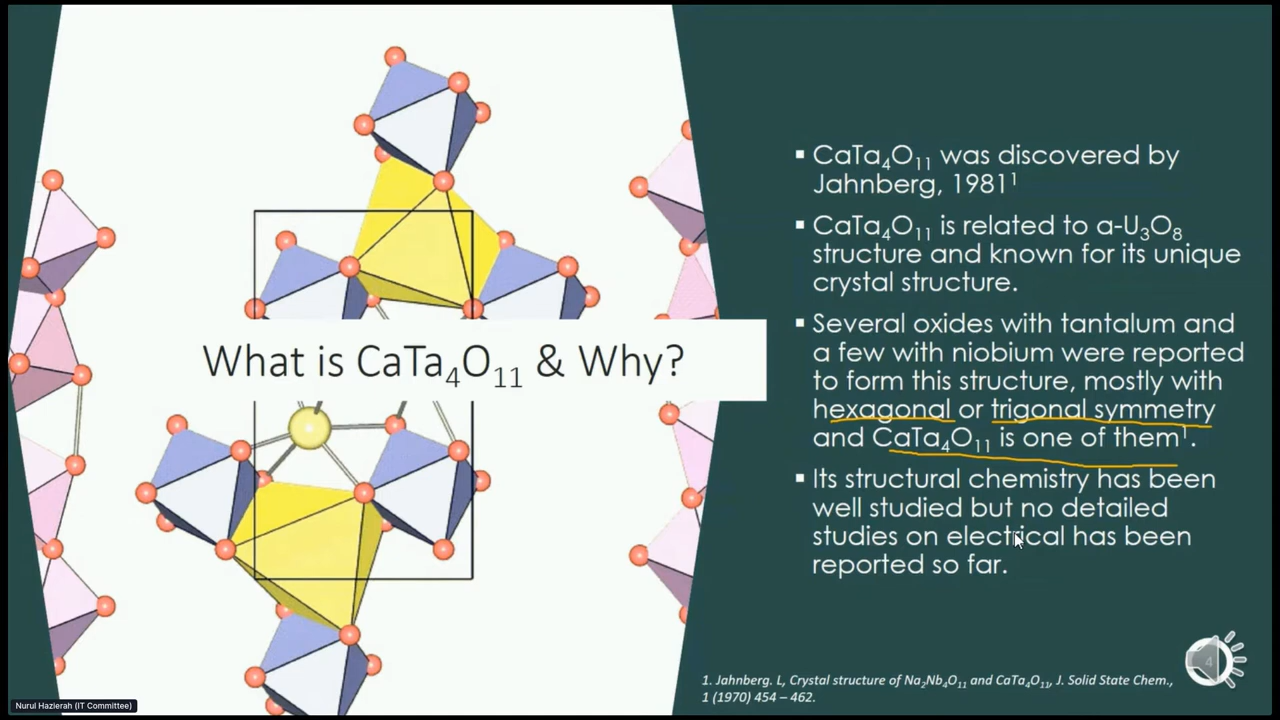 What is CaTa₄O₁₁ & Why?
▪ CaTa₄O₁₁ was discovered by
Jahnberg, 1981¹
▪ CaTa₄O₁₁ is related to a-U₃O₈
structure and known for its unique
crystal structure.
▪ Several oxides with tantalum and
a few with niobium were reported
to form this structure, mostly with
hexagonal or trigonal symmetry
and CaTa₄O₁₁ is one of them¹.
▪ Its structural chemistry has been
well studied but no detailed
studies on electrical has been
reported so far.
4
1. Jahnberg. L, Crystal structure of Na₂Nb₄O₁₁ and CaTa₄O₁₁, J. Solid State Chem.,
1 (1970) 454 – 462.
Nurul Hazierah (IT Committee)